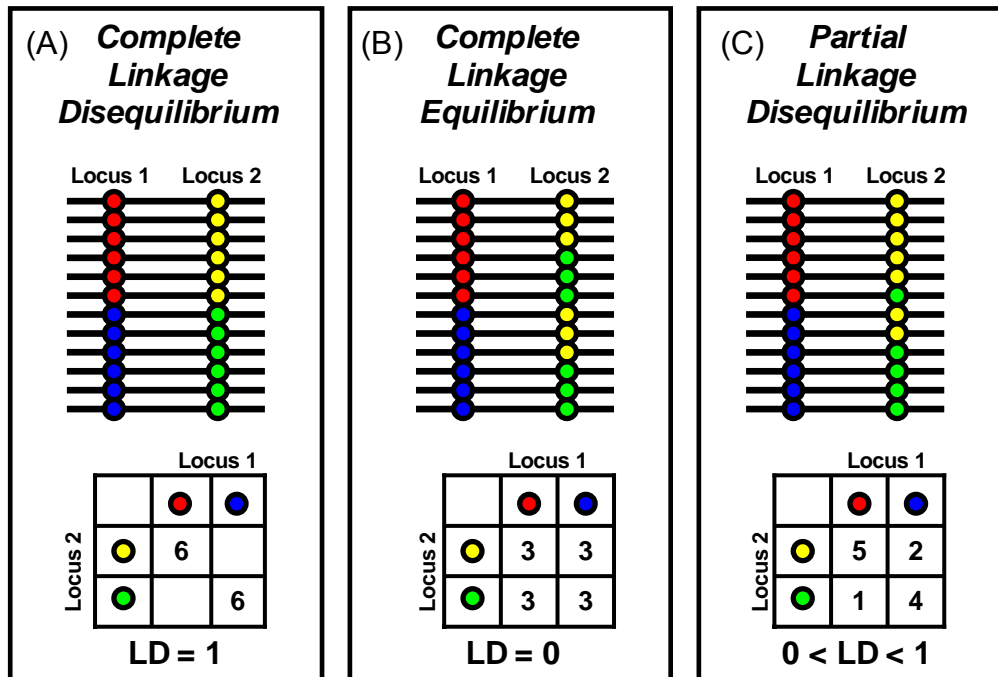 (A) Complete
Linkage
Disequilibrium
Locus 1 Locus 2
Locus 1
Locus 2
6
6
LD = 1
(B) Complete
Linkage
Equilibrium
Locus 1 Locus 2
Locus 1
Locus 2
3 3
3 3
LD = 0
(C) Partial
Linkage
Disequilibrium
Locus 1 Locus 2
Locus 1
Locus 2
5 2
1 4
0 < LD < 1